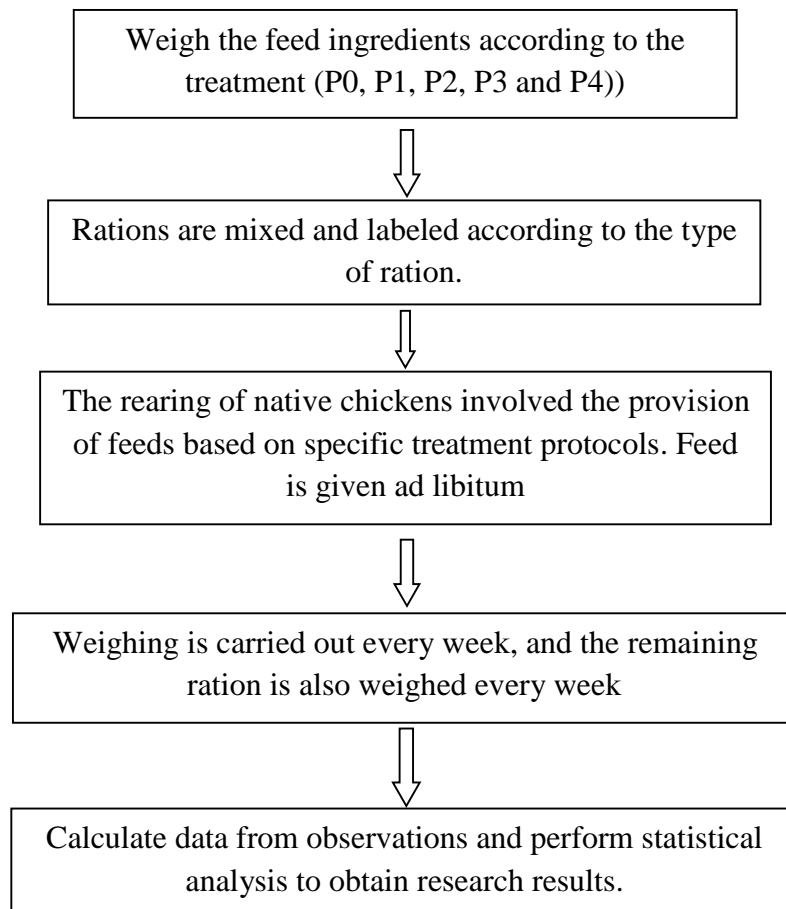 Weigh the feed ingredients according to the
treatment (P0, P1, P2, P3 and P4))
Rations are mixed and labeled according to the type
of ration.
The rearing of native chickens involved the provision
of feeds based on specific treatment protocols. Feed
is given ad libitum
Weighing is carried out every week, and the remaining
ration is also weighed every week
Calculate data from observations and perform statistical
analysis to obtain research results.